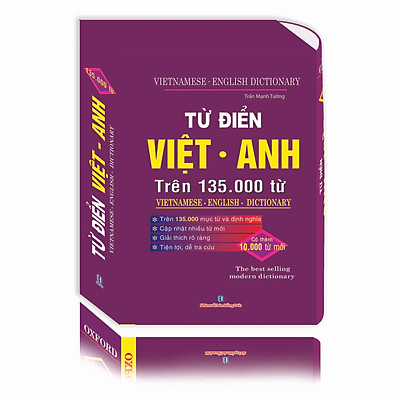 VIETNAMESE - ENGLISH DICTIONARY
Trần Mạnh Tường
TỪ ĐIỂN
VIỆT · ANH
Trên 135.000 từ
VIETNAMESE - ENGLISH - DICTIONARY
Trên 135.000 mục từ và định nghĩa
Cập nhật nhiều từ mới
Giải thích rõ ràng
Tiện lợi, dễ tra cứu
Có thêm
10.000 từ mới
The best selling
modern dictionary
TỪ ĐIỂN VIỆT - ANH
VIETNAMESE - ENGLISH - DICTIONARY
OXFORD